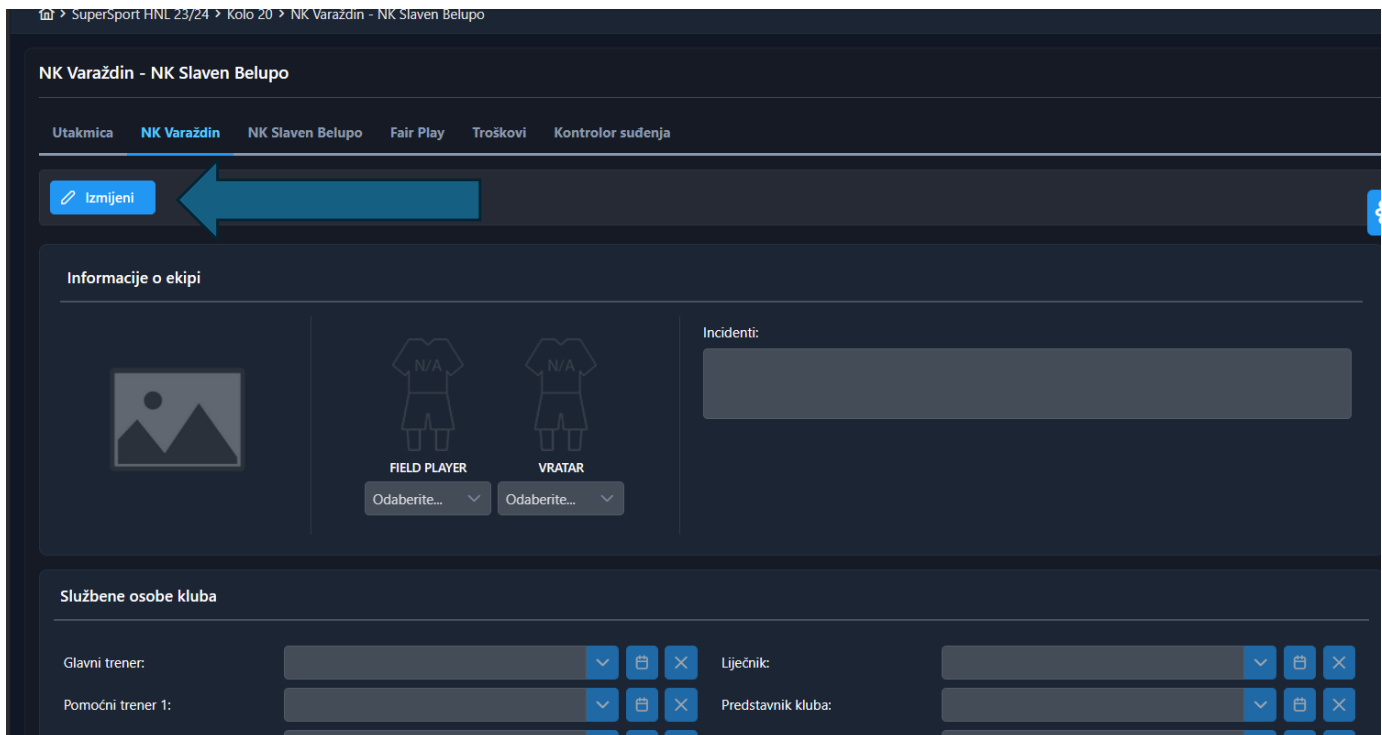 SuperSport HNL 23/24 > Kolo 20 > NK Varaždin - NK Slaven Belupo
NK Varaždin - NK Slaven Belupo
Utakmica NK Varaždin NK Slaven Belupo Fair Play Troškovi Kontrolor suđenja
Izmijeni
Informacije o ekipi
Incidenti:
N/A N/A
FIELD PLAYER VRATAR
Odaberite... Odaberite...
Službene osobe kluba
Glavni trener: Liječnik:
Pomoćni trener 1: Predstavnik kluba: